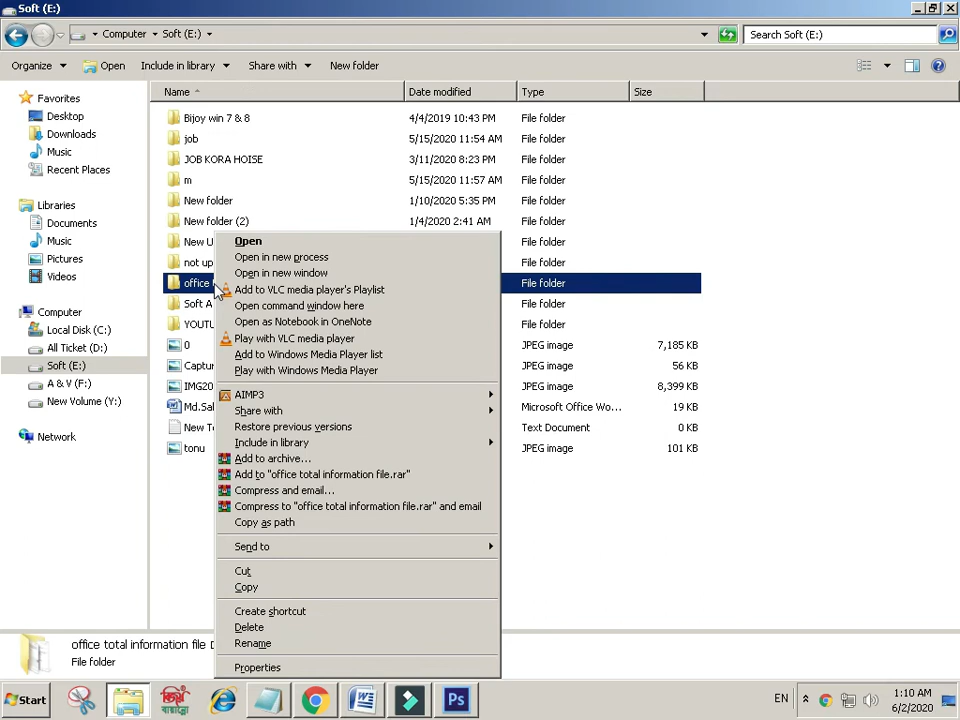 Soft (E:)
Computer Soft (E:)
Search Soft (E:)
Organize Open Include in library Share with New folder
Name Date modified Type Size
Favorites
Desktop
Downloads
Music
Recent Places
Libraries
Documents
Music
Pictures
Videos
Computer
Local Disk (C:)
All Ticket (D:)
Soft (E:)
A & V (F:)
New Volume (Y:)
Network
Bijoy win 7 & 8 4/4/2019 10:43 PM File folder
job 5/15/2020 11:54 AM File folder
JOB KORA HOISE 3/11/2020 8:23 PM File folder
m 5/15/2020 11:57 AM File folder
New folder 1/10/2020 5:35 PM File folder
New folder (2) 1/4/2020 2:41 AM File folder
New U File folder
not up File folder
office File folder
Soft A File folder
YOUTU File folder
0 JPEG image 7,185 KB
Captur JPEG image 56 KB
IMG20 JPEG image 8,399 KB
Md.Sal Microsoft Office Wo... 19 KB
New Te Text Document 0 KB
tonu JPEG image 101 KB
Open
Open in new process
Open in new window
Add to VLC media player's Playlist
Open command window here
Open as Notebook in OneNote
Play with VLC media player
Add to Windows Media Player list
Play with Windows Media Player
AIMP3
Share with
Restore previous versions
Include in library
Add to archive...
Add to "office total information file.rar"
Compress and email...
Compress to "office total information file.rar" and email
Copy as path
Send to
Cut
Copy
Create shortcut
Delete
Rename
Properties
office total information file
File folder
Start
Ps
EN
1:10 AM
6/2/2020